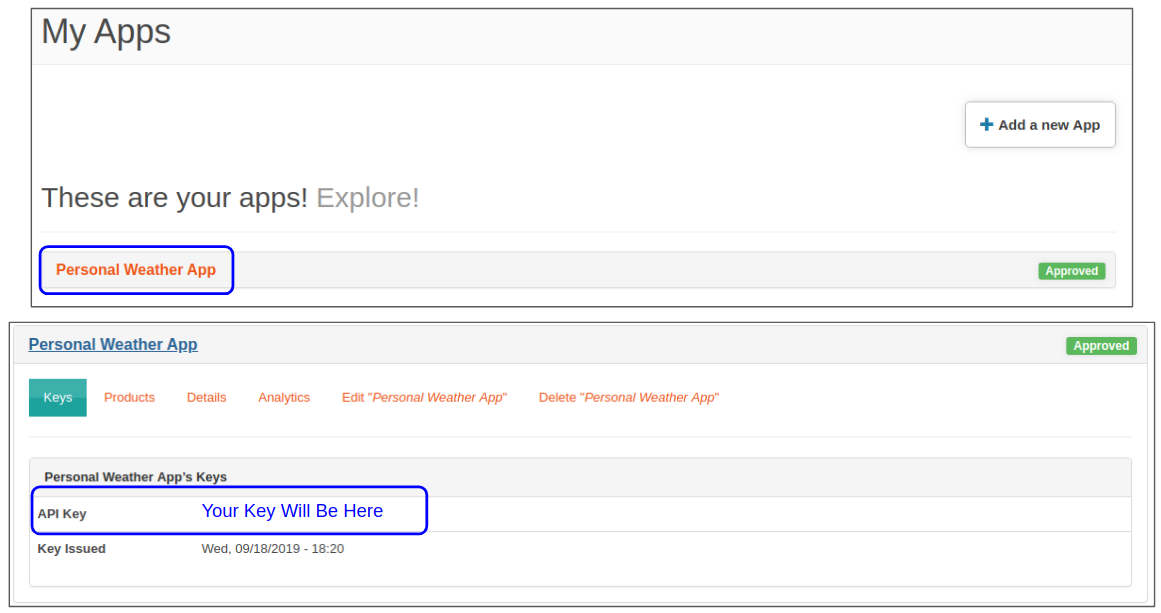 My Apps
+ Add a new App
These are your apps! Explore!
Personal Weather App Approved
Personal Weather App Approved
Keys Products Details Analytics Edit "Personal Weather App" Delete "Personal Weather App"
Personal Weather App's Keys
API Key Your Key Will Be Here
Key Issued Wed, 09/18/2019 - 18:20